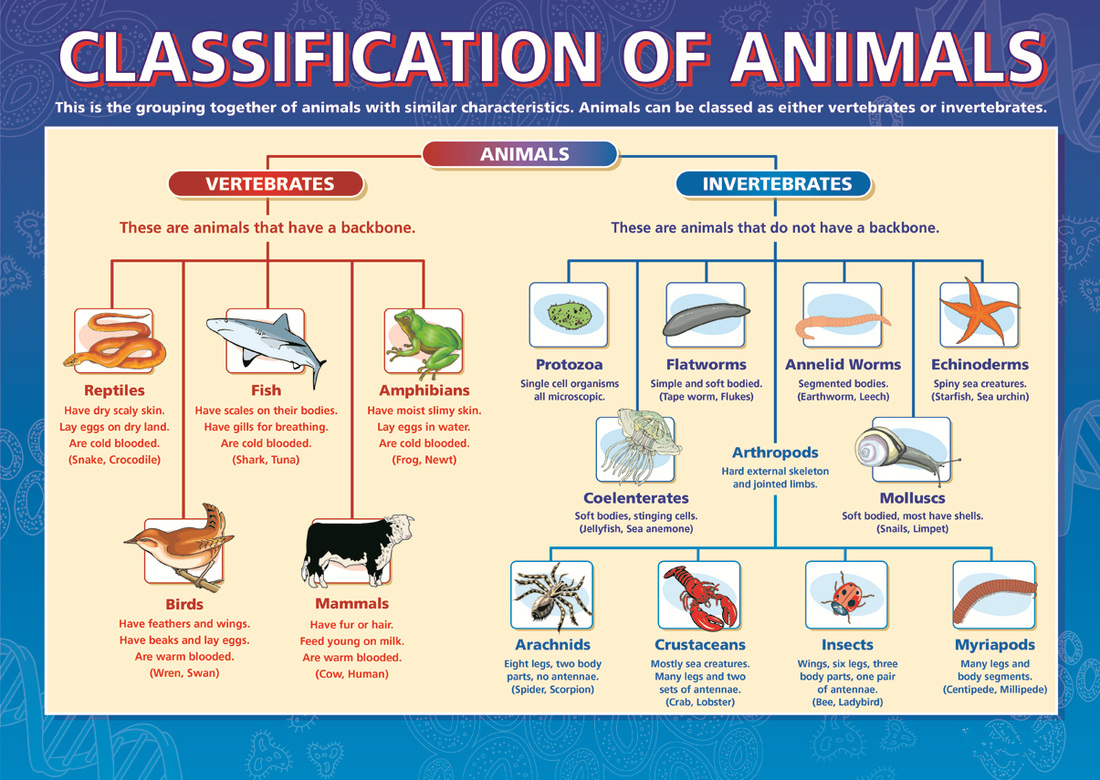 CLASSIFICATION OF ANIMALS
This is the grouping together of animals with similar characteristics. Animals can be classed as either vertebrates or invertebrates.
ANIMALS
VERTEBRATES
These are animals that have a backbone.
Reptiles
Have dry scaly skin.
Lay eggs on dry land.
Are cold blooded.
(Snake, Crocodile)
Fish
Have scales on their bodies.
Have gills for breathing.
Are cold blooded.
(Shark, Tuna)
Amphibians
Have moist slimy skin.
Lay eggs in water.
Are cold blooded.
(Frog, Newt)
Birds
Have feathers and wings.
Have beaks and lay eggs.
Are warm blooded.
(Wren, Swan)
Mammals
Have fur or hair.
Feed young on milk.
Are warm blooded.
(Cow, Human)
INVERTEBRATES
These are animals that do not have a backbone.
Protozoa
Single cell organisms
all microscopic.
Flatworms
Simple and soft bodied.
(Tape worm, Flukes)
Annelid Worms
Segmented bodies.
(Earthworm, Leech)
Echinoderms
Spiny sea creatures.
(Starfish, Sea urchin)
Coelenterates
Soft bodies, stinging cells.
(Jellyfish, Sea anemone)
Arthropods
Hard external skeleton
and jointed limbs.
Molluscs
Soft bodied, most have shells.
(Snails, Limpet)
Arachnids
Eight legs, two body
parts, no antennae.
(Spider, Scorpion)
Crustaceans
Mostly sea creatures.
Many legs and two
sets of antennae.
(Crab, Lobster)
Insects
Wings, six legs, three
body parts, one pair
of antennae.
(Bee, Ladybird)
Myriapods
Many legs and
body segments.
(Centipede, Millipede)